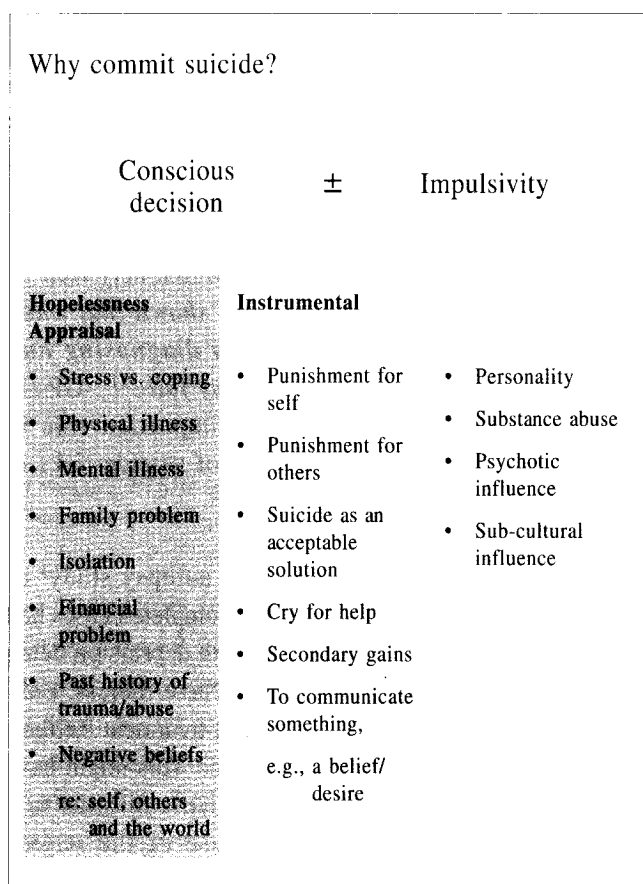 Why commit suicide?
Conscious
decision
±
Impulsivity
Hopelessness
Appraisal
• Stress vs. coping
• Physical illness
• Mental illness
• Family problem
• Isolation
• Financial
problem
• Past history of
trauma/abuse
• Negative beliefs
re: self, others
and the world
Instrumental
• Punishment for
self
• Punishment for
others
• Suicide as an
acceptable
solution
• Cry for help
• Secondary gains
• To communicate
something,
e.g., a belief/
desire
• Personality
• Substance abuse
• Psychotic
influence
• Sub-cultural
influence